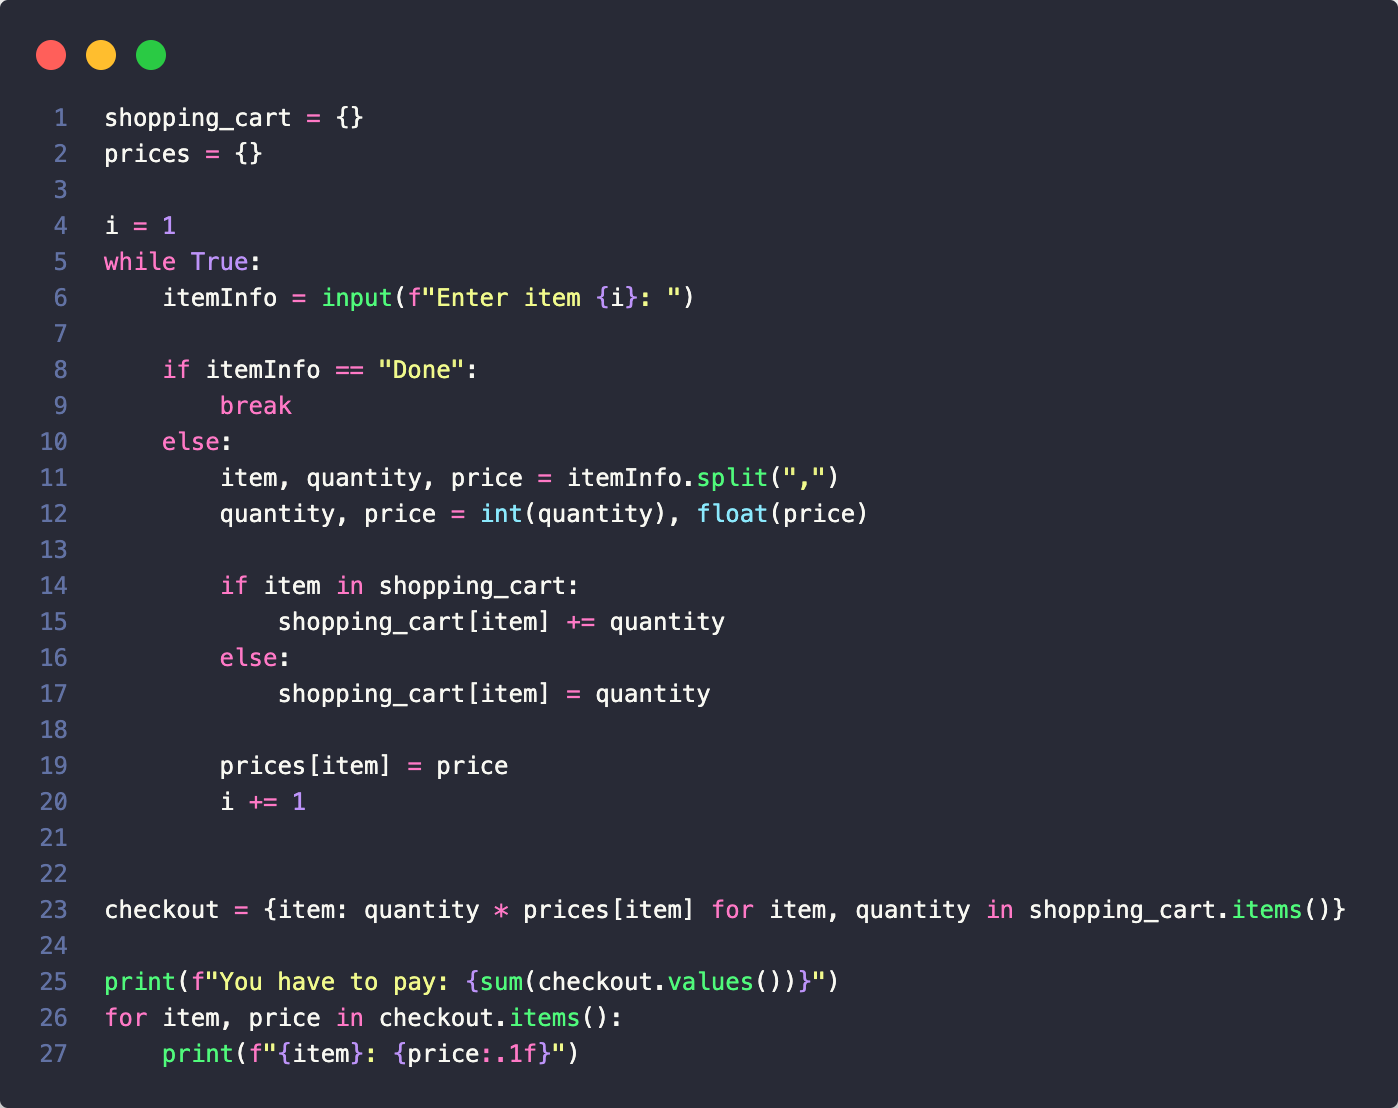 1 shopping_cart = {}
2 prices = {}
3
4 i = 1
5 while True:
6     itemInfo = input(f"Enter item {i}: ")
7
8     if itemInfo == "Done":
9         break
10     else:
11         item, quantity, price = itemInfo.split(",")
12         quantity, price = int(quantity), float(price)
13
14         if item in shopping_cart:
15             shopping_cart[item] += quantity
16         else:
17             shopping_cart[item] = quantity
18
19         prices[item] = price
20         i += 1
21
22
23 checkout = {item: quantity * prices[item] for item, quantity in shopping_cart.items()}
24
25 print(f"You have to pay: {sum(checkout.values())}")
26 for item, price in checkout.items():
27     print(f"{item}: {price:.1f}")